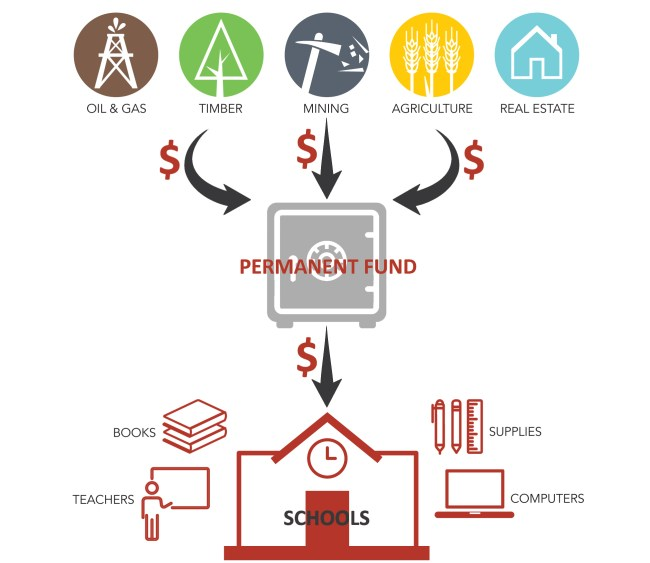 OIL & GAS
TIMBER
MINING
AGRICULTURE
REAL ESTATE
$
$
$
PERMANENT FUND
$
BOOKS
SUPPLIES
TEACHERS
COMPUTERS
SCHOOLS